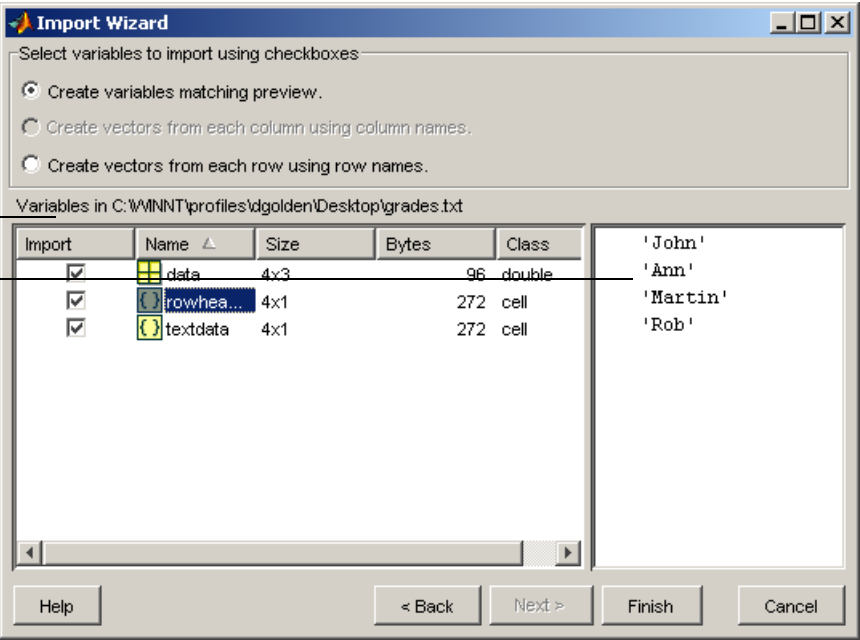 Import Wizard
Select variables to import using checkboxes
Create variables matching preview.
Create vectors from each column using column names.
Create vectors from each row using row names.
Variables in C:\WINNT\profiles\dgolden\Desktop\grades.txt
Import Name Size Bytes Class
data 4x3 96 double
rowhea... 4x1 272 cell
textdata 4x1 272 cell
'John'
'Ann'
'Martin'
'Rob'
Help < Back Next > Finish Cancel